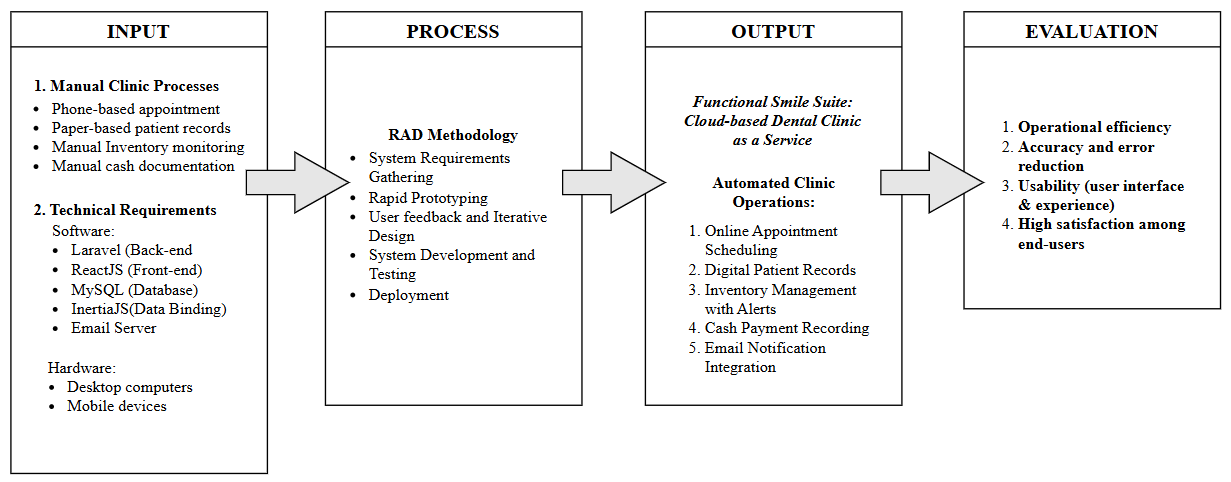 INPUT
1. Manual Clinic Processes
• Phone-based appointment
• Paper-based patient records
• Manual Inventory monitoring
• Manual cash documentation
2. Technical Requirements
Software:
• Laravel (Back-end
• ReactJS (Front-end)
• MySQL (Database)
• InertiaJS(Data Binding)
• Email Server
Hardware:
• Desktop computers
• Mobile devices
PROCESS
RAD Methodology
• System Requirements
Gathering
• Rapid Prototyping
• User feedback and Iterative
Design
• System Development and
Testing
• Deployment
OUTPUT
Functional Smile Suite:
Cloud-based Dental Clinic
as a Service
Automated Clinic
Operations:
1. Online Appointment
Scheduling
2. Digital Patient Records
3. Inventory Management
with Alerts
4. Cash Payment Recording
5. Email Notification
Integration
EVALUATION
1. Operational efficiency
2. Accuracy and error
reduction
3. Usability (user interface
& experience)
4. High satisfaction among
end-users